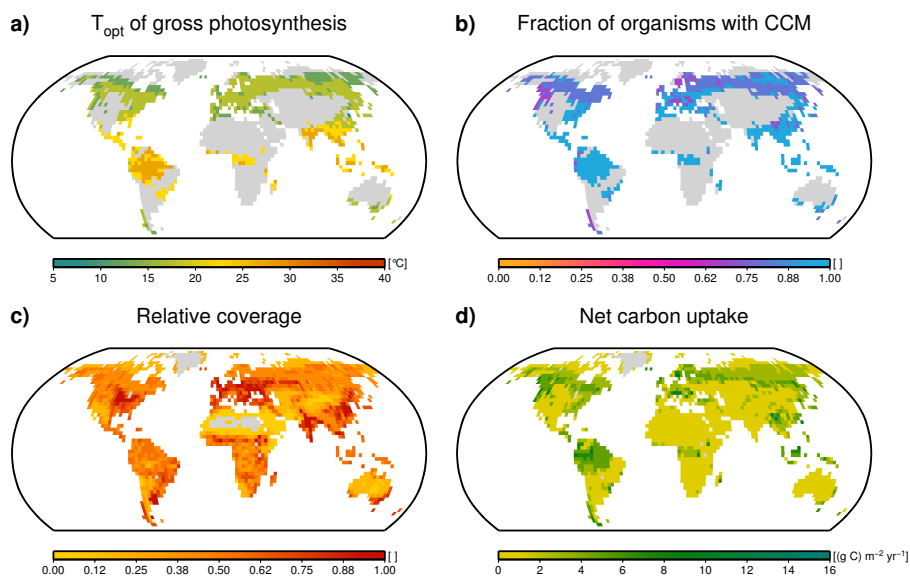 a) Topt of gross photosynthesis
b) Fraction of organisms with CCM
5 10 15 20 25 30 35 40 [°C]
0.00 0.12 0.25 0.38 0.50 0.62 0.75 0.88 1.00 [ ]
c) Relative coverage
d) Net carbon uptake
0.00 0.12 0.25 0.38 0.50 0.62 0.75 0.88 1.00 [ ]
0 2 4 6 8 10 12 14 16 [(g C) m⁻² yr⁻¹]